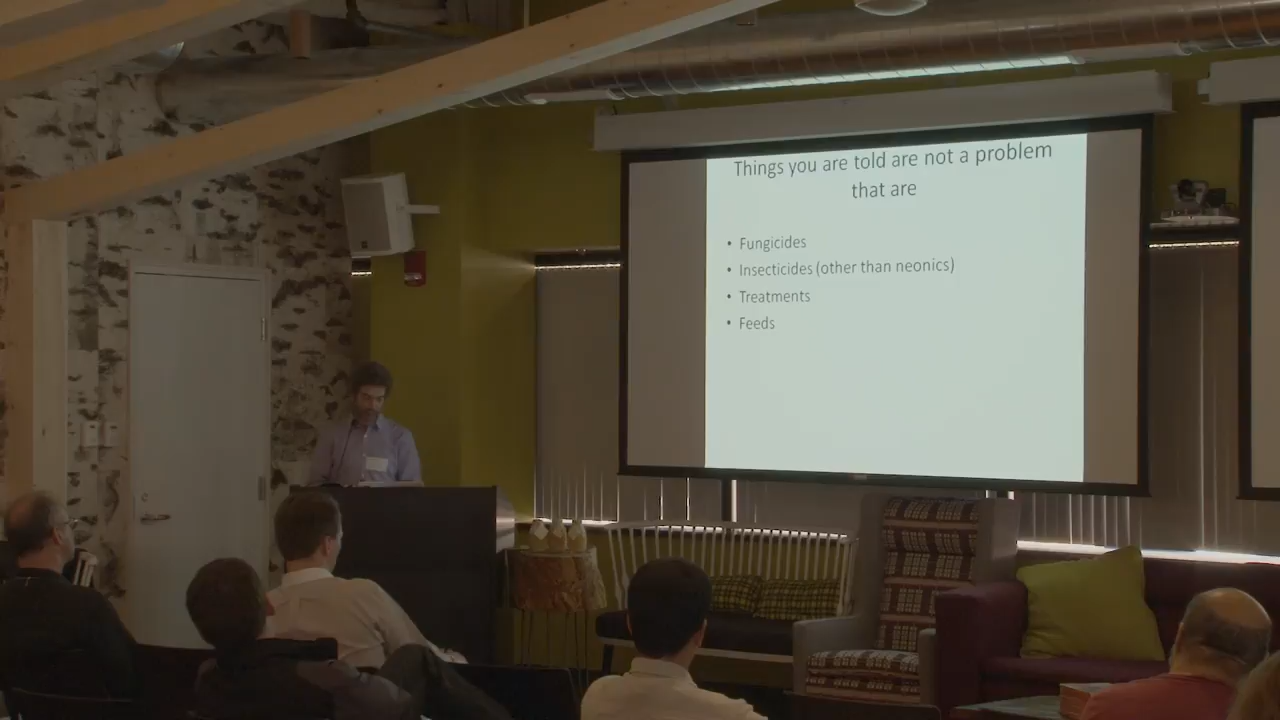 Things you are told are not a problem
that are
• Fungicides
• Insecticides (other than neonics)
• Treatments
• Feeds